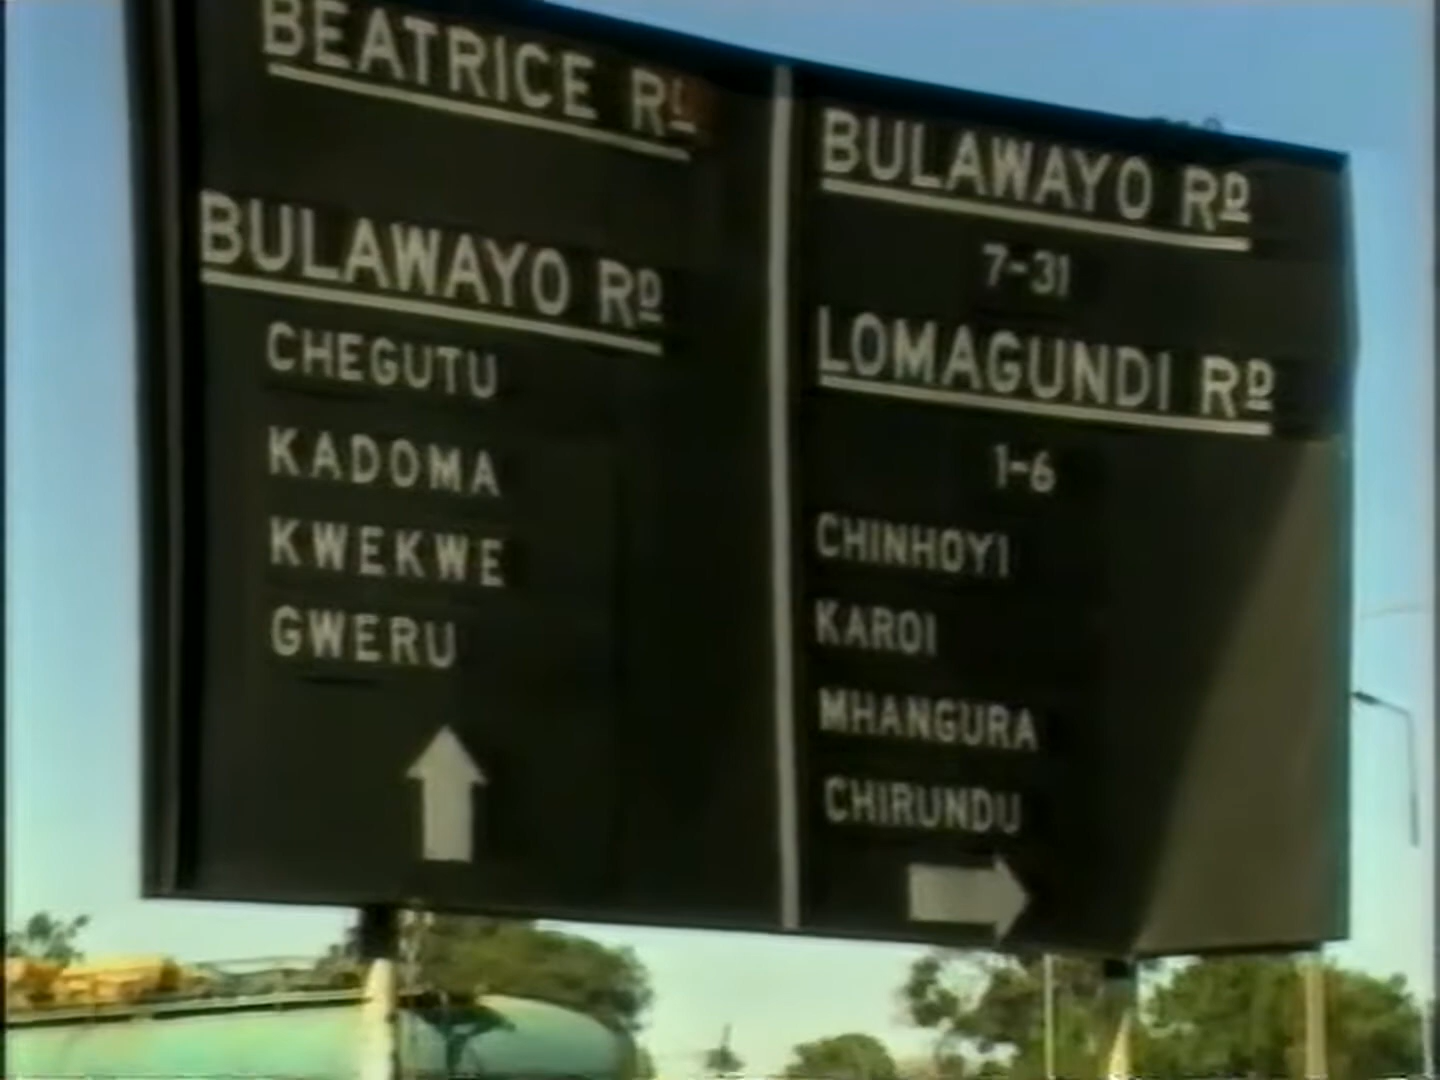 BEATRICE RD
BULAWAYO RD
CHEGUTU
KADOMA
KWEKWE
GWERU
BULAWAYO RD
7-31
LOMAGUNDI RD
1-6
CHINHOYI
KAROI
MHANGURA
CHIRUNDU